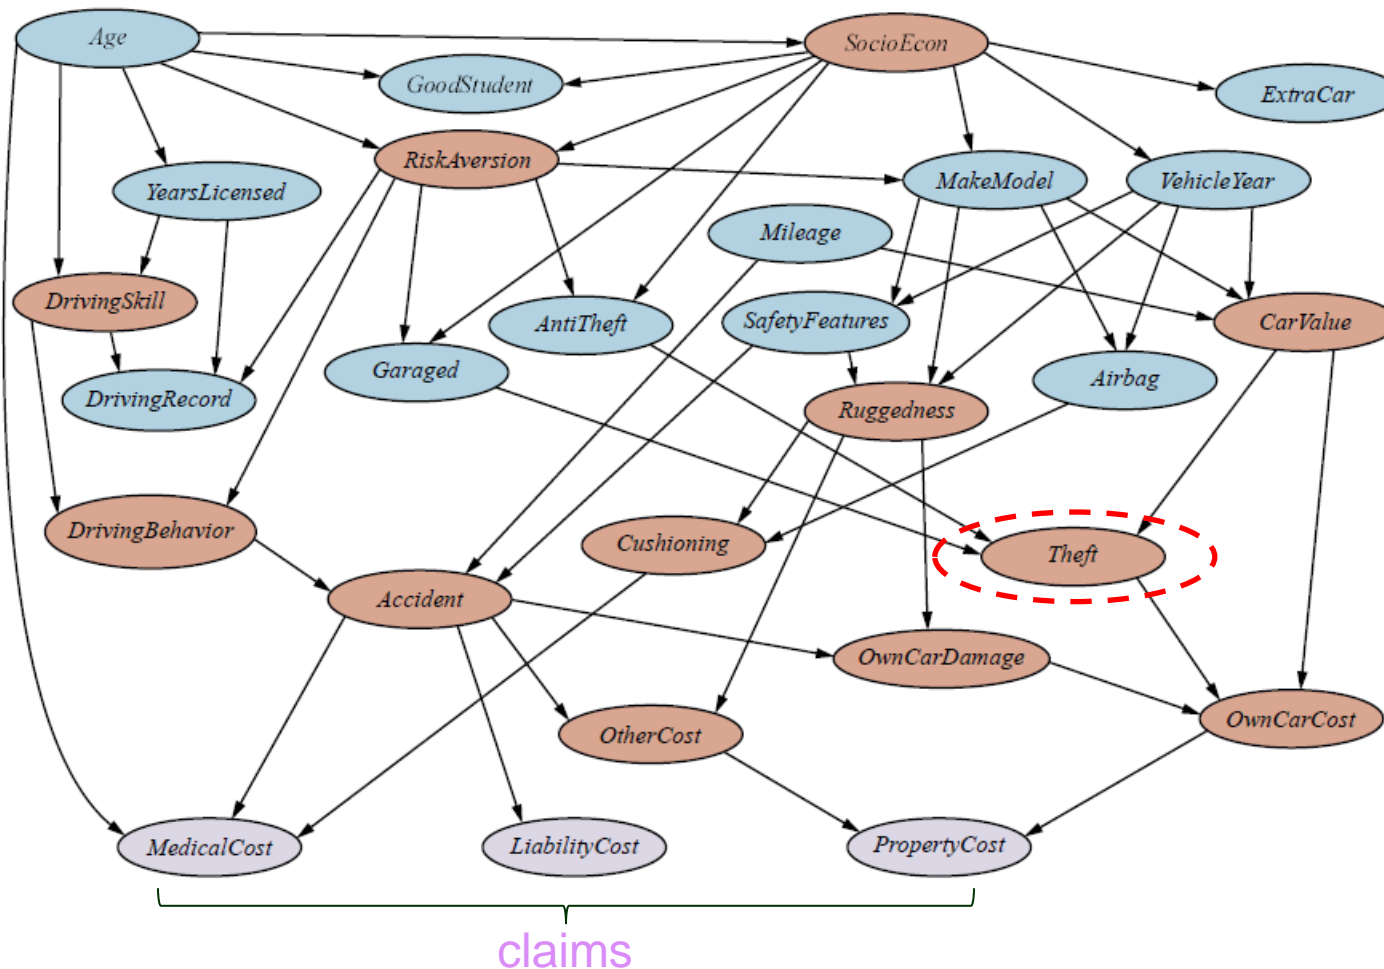 Age
SocioEcon
GoodStudent
ExtraCar
RiskAversion
YearsLicensed
MakeModel
VehicleYear
Mileage
DrivingSkill
AntiTheft
SafetyFeatures
CarValue
Garaged
Airbag
DrivingRecord
Ruggedness
DrivingBehavior
Cushioning
Theft
Accident
OwnCarDamage
OtherCost
OwnCarCost
MedicalCost
LiabilityCost
PropertyCost
claims